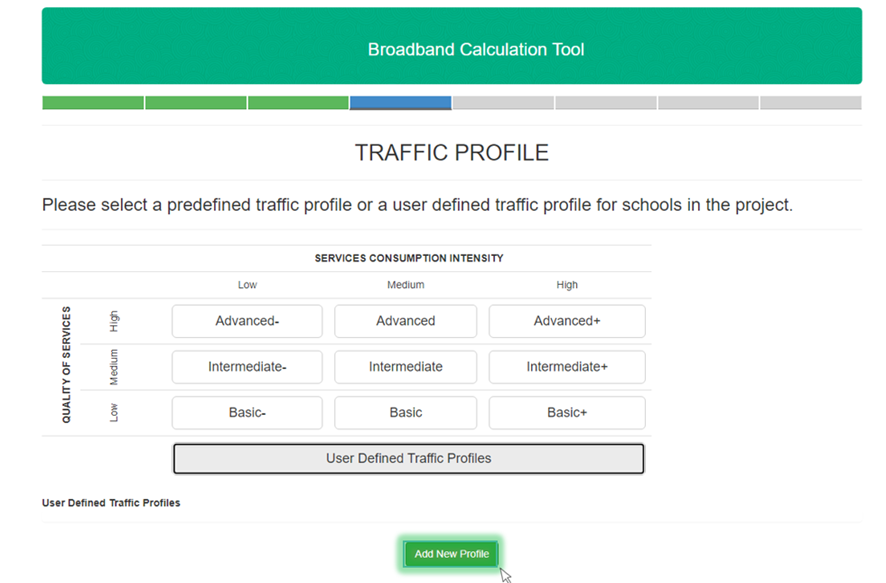 Broadband Calculation Tool
TRAFFIC PROFILE
Please select a predefined traffic profile or a user defined traffic profile for schools in the project.
SERVICES CONSUMPTION INTENSITY
Low Medium High
QUALITY OF SERVICES
High Advanced- Advanced Advanced+
Medium Intermediate- Intermediate Intermediate+
Low Basic- Basic Basic+
User Defined Traffic Profiles
User Defined Traffic Profiles
Add New Profile